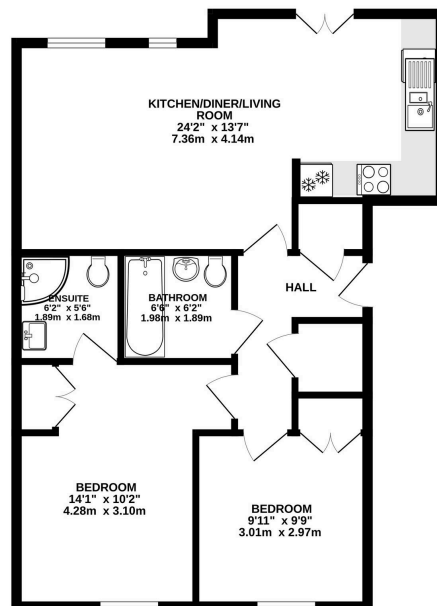 KITCHEN/DINER/LIVING
ROOM
24'2" x 13'7"
7.36m x 4.14m
HALL
ENSUITE
6'2" x 5'6"
1.89m x 1.68m
BATHROOM
6'6" x 6'2"
1.98m x 1.89m
BEDROOM
14'1" x 10'2"
4.28m x 3.10m
BEDROOM
9'11" x 9'9"
3.01m x 2.97m